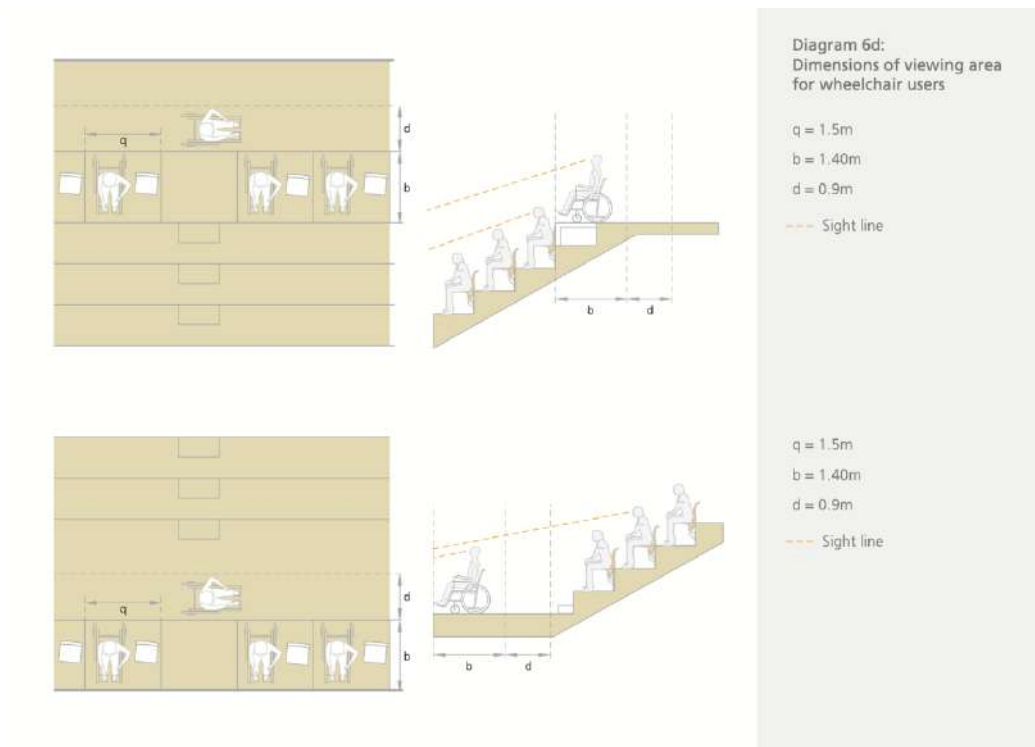 Diagram 6d:
Dimensions of viewing area
for wheelchair users
q = 1.5m
b = 1.40m
d = 0.9m
Sight line
q
d
b
b
d
q = 1.5m
b = 1.40m
d = 0.9m
Sight line
q
d
b
b
d